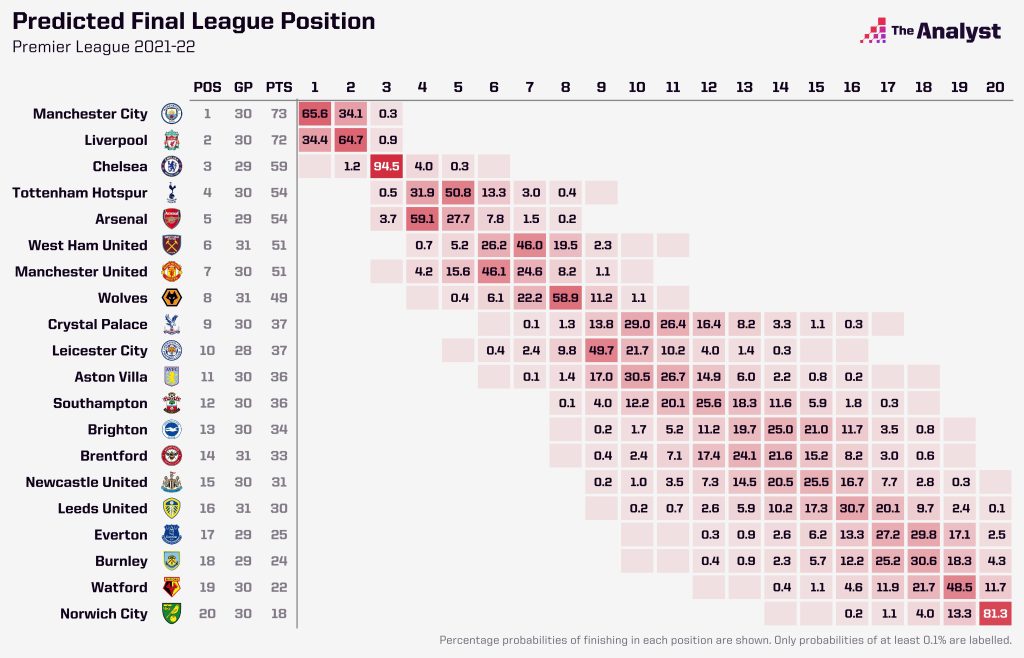 Predicted Final League Position
Premier League 2021-22
The Analyst
POS GP PTS 1 2 3 4 5 6 7 8 9 10 11 12 13 14 15 16 17 18 19 20
Manchester City 1 30 73 65.6 34.1 0.3
Liverpool 2 30 72 34.4 64.7 0.9
Chelsea 3 29 59 1.2 94.5 4.0 0.3
Tottenham Hotspur 4 30 54 0.5 31.9 50.8 13.3 3.0 0.4
Arsenal 5 29 54 3.7 59.1 27.7 7.8 1.5 0.2
West Ham United 6 31 51 0.7 5.2 26.2 46.0 19.5 2.3
Manchester United 7 30 51 4.2 15.6 46.1 24.6 8.2 1.1
Wolves 8 31 49 0.4 6.1 22.2 58.9 11.2 1.1
Crystal Palace 9 30 37 0.1 1.3 13.8 29.0 26.4 16.4 8.2 3.3 1.1 0.3
Leicester City 10 28 37 0.4 2.4 9.8 49.7 21.7 10.2 4.0 1.4 0.3
Aston Villa 11 30 36 0.1 1.4 17.0 30.5 26.7 14.9 6.0 2.2 0.8 0.2
Southampton 12 30 36 0.1 4.0 12.2 20.1 25.6 18.3 11.6 5.9 1.8 0.3
Brighton 13 30 34 0.2 1.7 5.2 11.2 19.7 25.0 21.0 11.7 3.5 0.8
Brentford 14 31 33 0.4 2.4 7.1 17.4 24.1 21.6 15.2 8.2 3.0 0.6
Newcastle United 15 30 31 0.2 1.0 3.5 7.3 14.5 20.5 25.5 16.7 7.7 2.8 0.3
Leeds United 16 31 30 0.2 0.7 2.6 5.9 10.2 17.3 30.7 20.1 9.7 2.4 0.1
Everton 17 29 25 0.3 0.9 2.6 6.2 13.3 27.2 29.8 17.1 2.5
Burnley 18 29 24 0.4 0.9 2.3 5.7 12.2 25.2 30.6 18.3 4.3
Watford 19 30 22 0.4 1.1 4.6 11.9 21.7 48.5 11.7
Norwich City 20 30 18 0.2 1.1 4.0 13.3 81.3
Percentage probabilities of finishing in each position are shown. Only probabilities of at least 0.1% are labelled.